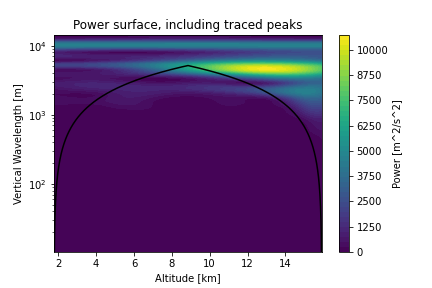 Power surface, including traced peaks
Vertical Wavelength [m]
10^4
10^3
10^2
2 4 6 8 10 12 14
Altitude [km]
10000
8750
7500
6250
5000
3750
2500
1250
0
Power [m^2/s^2]